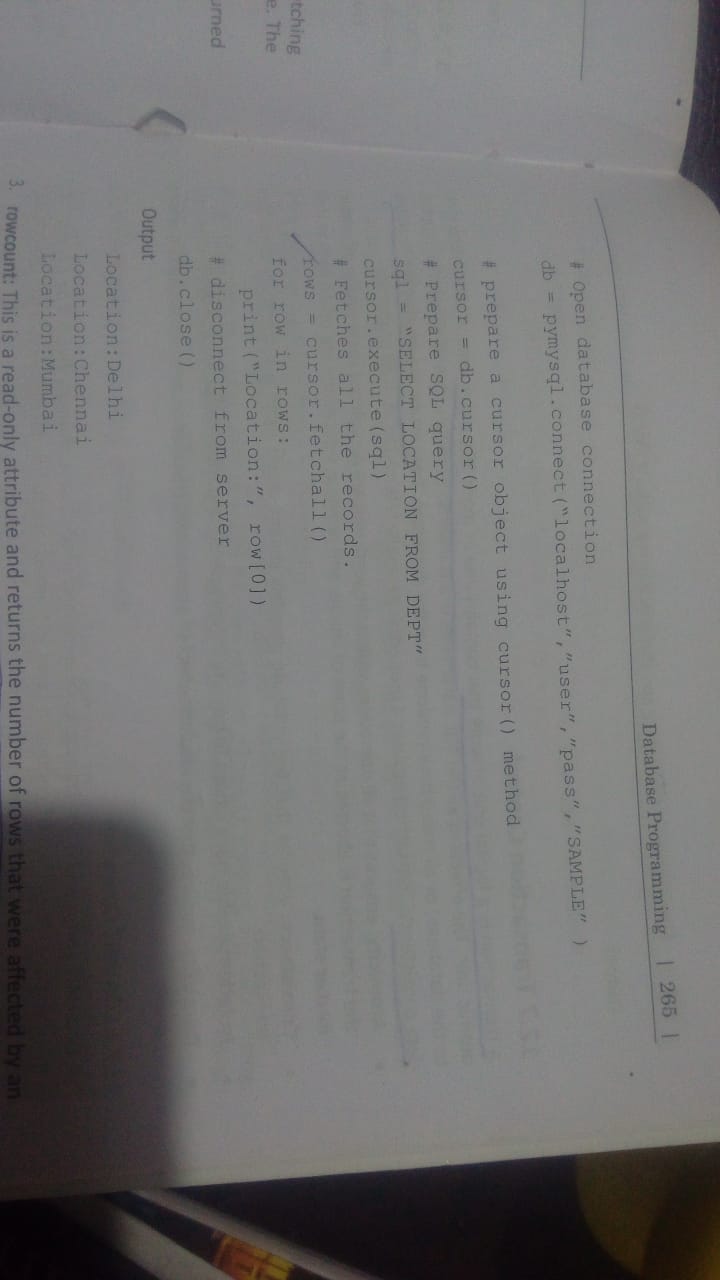 Database Programming | 265 |
# Open database connection
db = pymysql.connect("localhost","user","pass","SAMPLE" )
# prepare a cursor object using cursor() method
cursor = db.cursor()
# Prepare SQL query
sql = "SELECT LOCATION FROM DEPT"
cursor.execute(sql)
# Fetches all the records.
rows = cursor.fetchall()
for row in rows:
print("Location:", row[0])
# disconnect from server
db.close()
Output
Location:Delhi
Location:Chennai
Location:Mumbai
3. rowcount: This is a read-only attribute and returns the number of rows that were affected by an
tching
e. The
urned